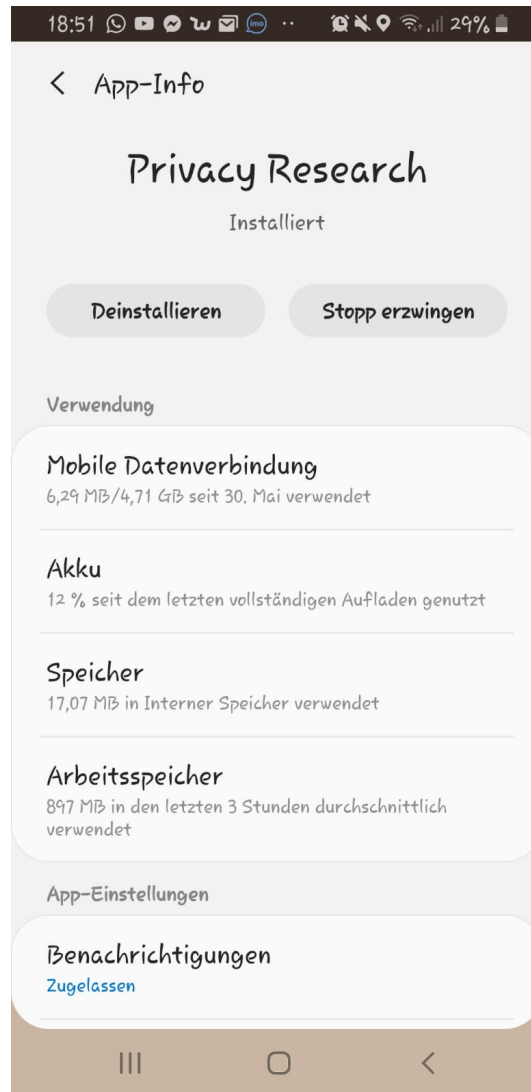 18:51 imo 29%
App-Info
Privacy Research
Installiert
Deinstallieren Stopp erzwingen
Verwendung
Mobile Datenverbindung
6,29 MB/4,71 GB seit 30. Mai verwendet
Akku
12 % seit dem letzten vollständigen Aufladen genutzt
Speicher
17,07 MB in Interner Speicher verwendet
Arbeitsspeicher
897 MB in den letzten 3 Stunden durchschnittlich
verwendet
App-Einstellungen
Benachrichtigungen
Zugelassen